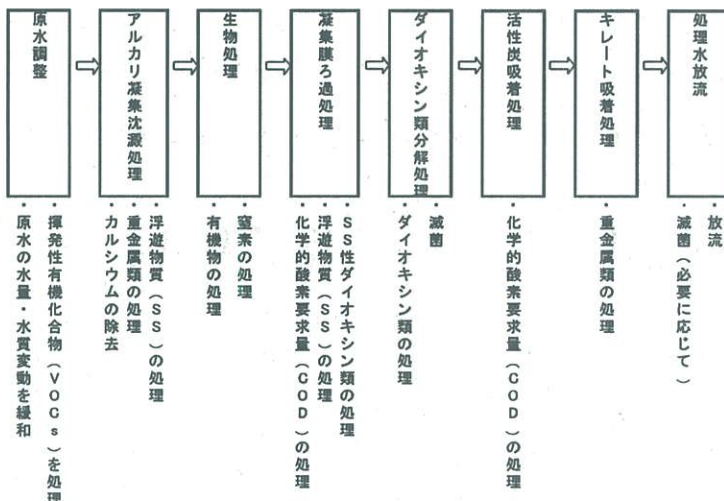 原水調整
アルカリ凝集沈澱処理
生物処理
凝集膜ろ過処理
ダイオキシン類分解処理
活性炭吸着処理
キレート吸着処理
処理水放流
・揮発性有機化合物(VOCs)を処理
・原水の水量・水質変動を緩和
・浮遊物質(SS)の処理
・重金属類の処理
・カルシウムの除去
・窒素の処理
・有機物の処理
・SS性ダイオキシン類の処理
・浮遊物質(SS)の処理
・化学的酸素要求量(COD)の処理
・滅菌
・ダイオキシン類の処理
・化学的酸素要求量(COD)の処理
・重金属類の処理
・放流
・滅菌(必要に応じて)